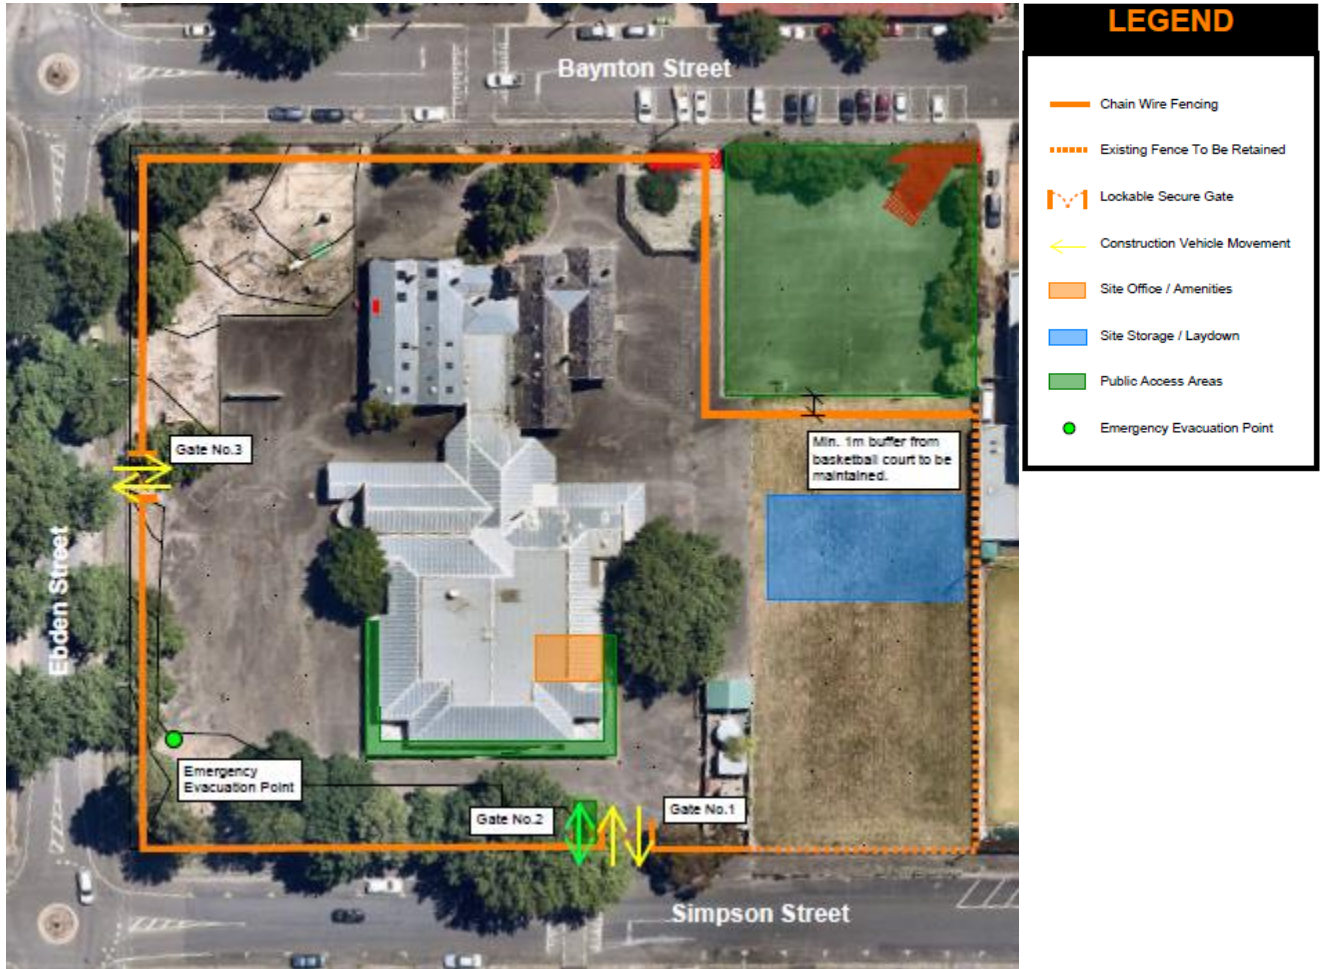 LEGEND
Baynton Street
Chain Wire Fencing
Existing Fence To Be Retained
Lockable Secure Gate
Construction Vehicle Movement
Site Office / Amenities
Site Storage / Laydown
Public Access Areas
Emergency Evacuation Point
Gate No.3
Min. 1m buffer from
basketball court to be
maintained.
Ebden Street
Emergency
Evacuation Point
Gate No.2
Gate No.1
Simpson Street